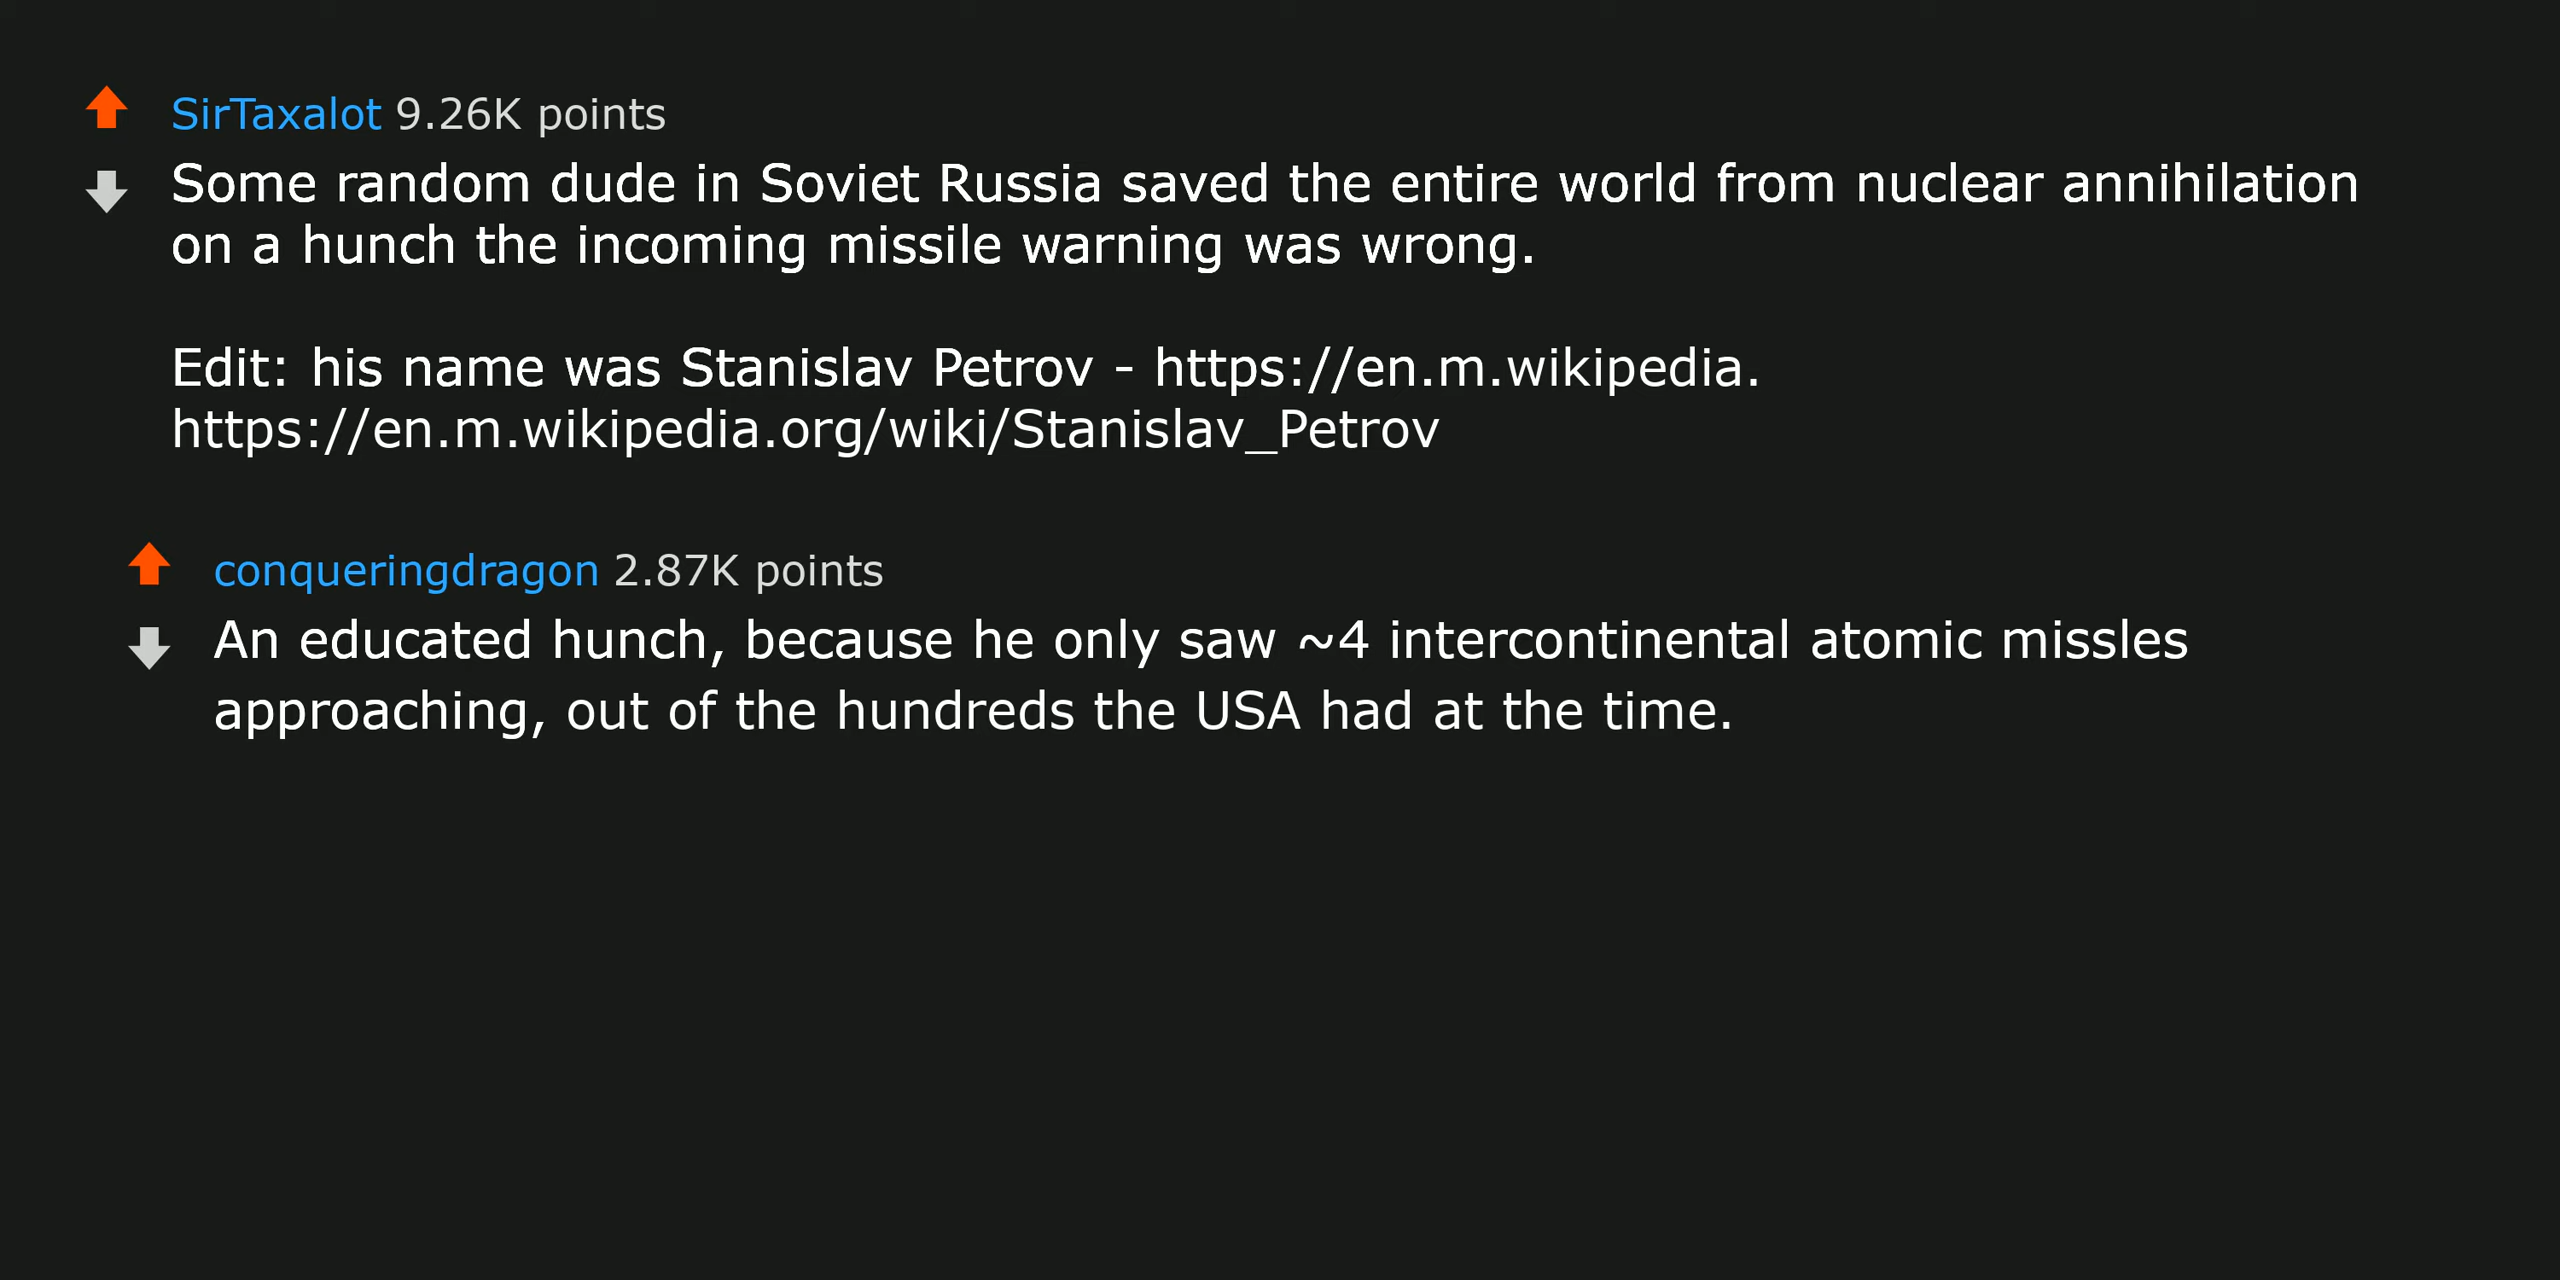 SirTaxalot 9.26K points
Some random dude in Soviet Russia saved the entire world from nuclear annihilation
on a hunch the incoming missile warning was wrong.
Edit: his name was Stanislav Petrov - https://en.m.wikipedia.
https://en.m.wikipedia.org/wiki/Stanislav_Petrov
conqueringdragon 2.87K points
An educated hunch, because he only saw ~4 intercontinental atomic missles
approaching, out of the hundreds the USA had at the time.